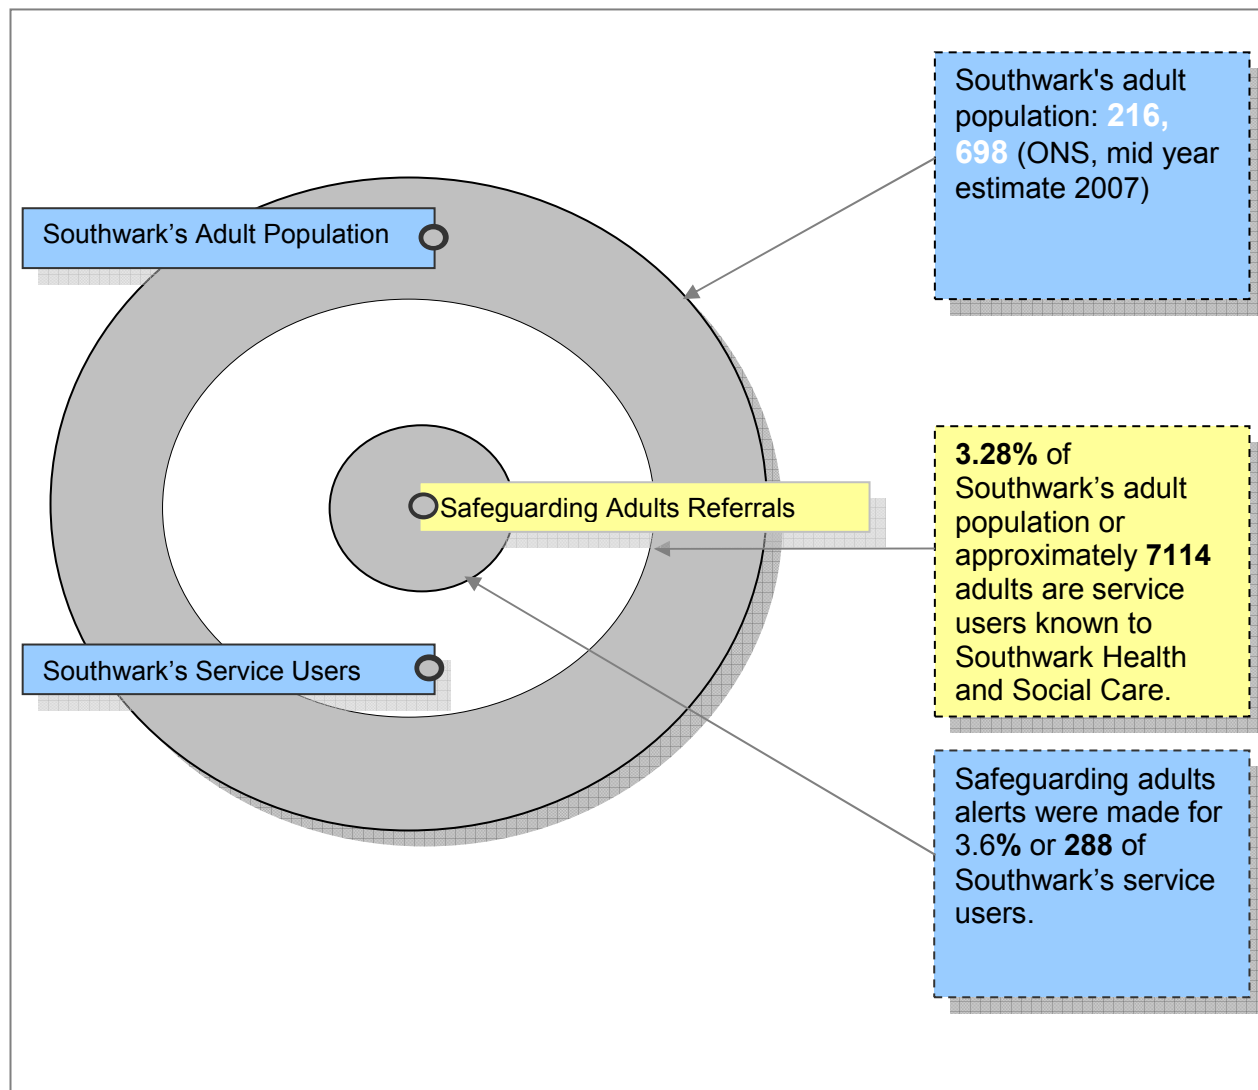 Southwark's adult
population: 216,
698 (ONS, mid year
estimate 2007)
Southwark’s Adult Population
3.28% of
Southwark’s adult
population or
approximately 7114
adults are service
users known to
Southwark Health
and Social Care.
Safeguarding Adults Referrals
Southwark’s Service Users
Safeguarding adults
alerts were made for
3.6% or 288 of
Southwark’s service
users.